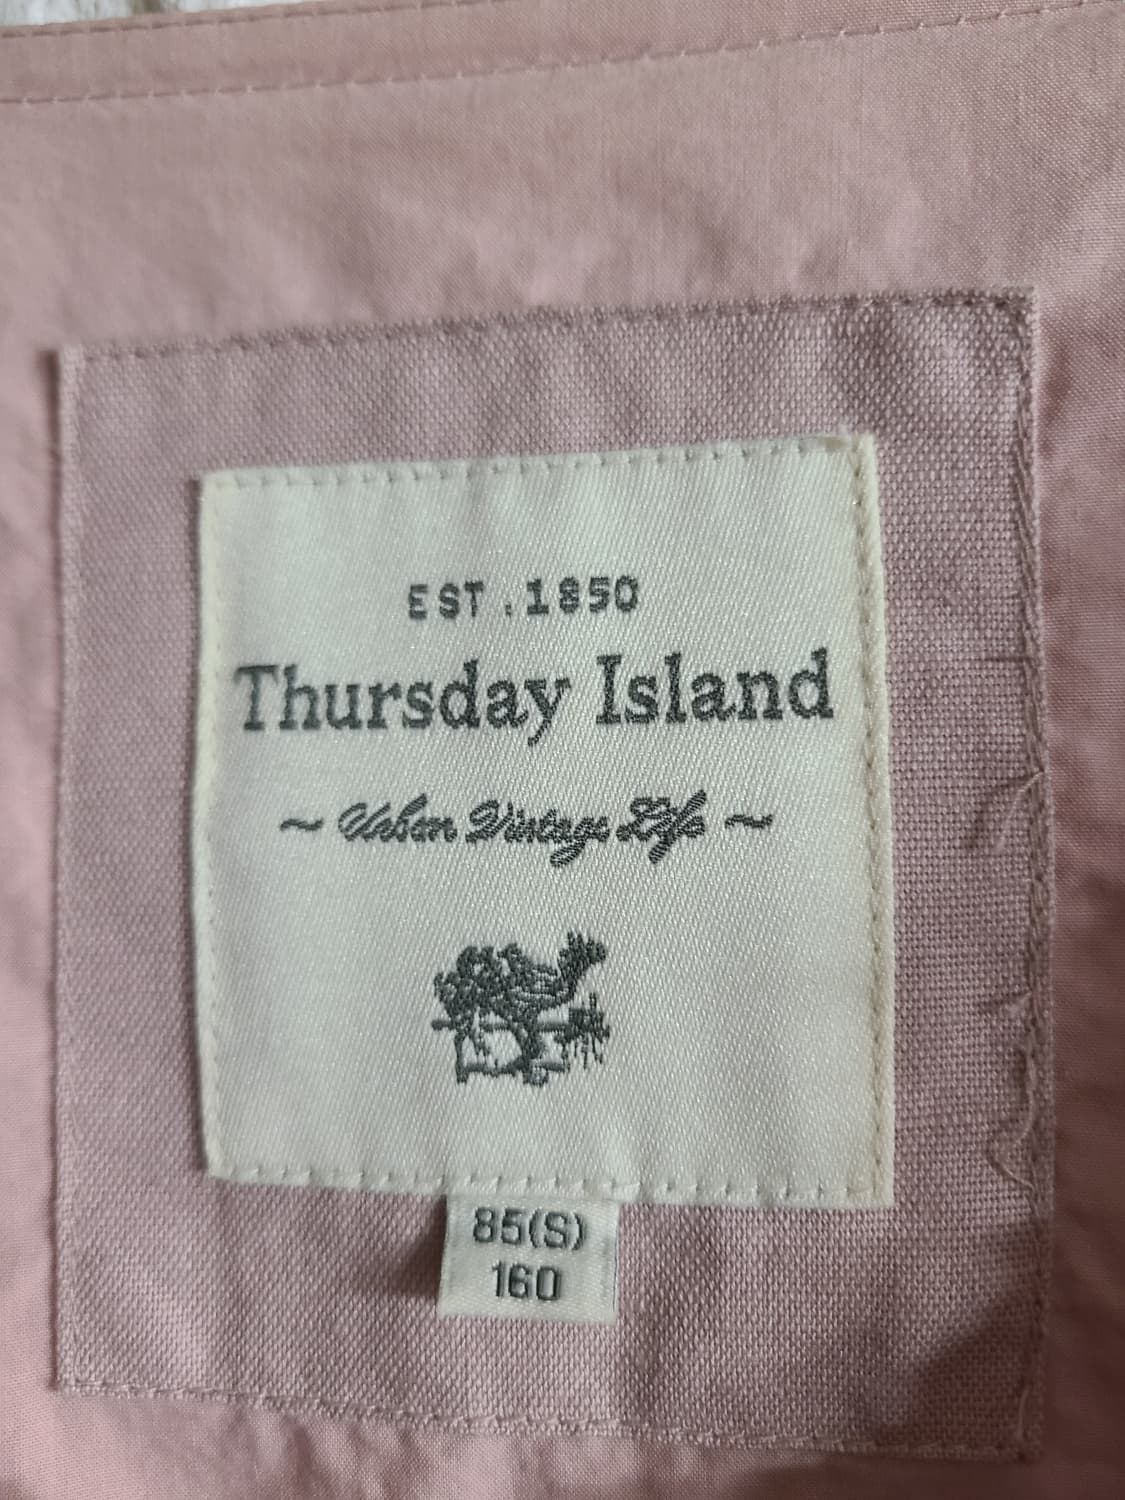 EST.1850
Thursday Island
~ Urban Vintage Life ~
85(S)
160